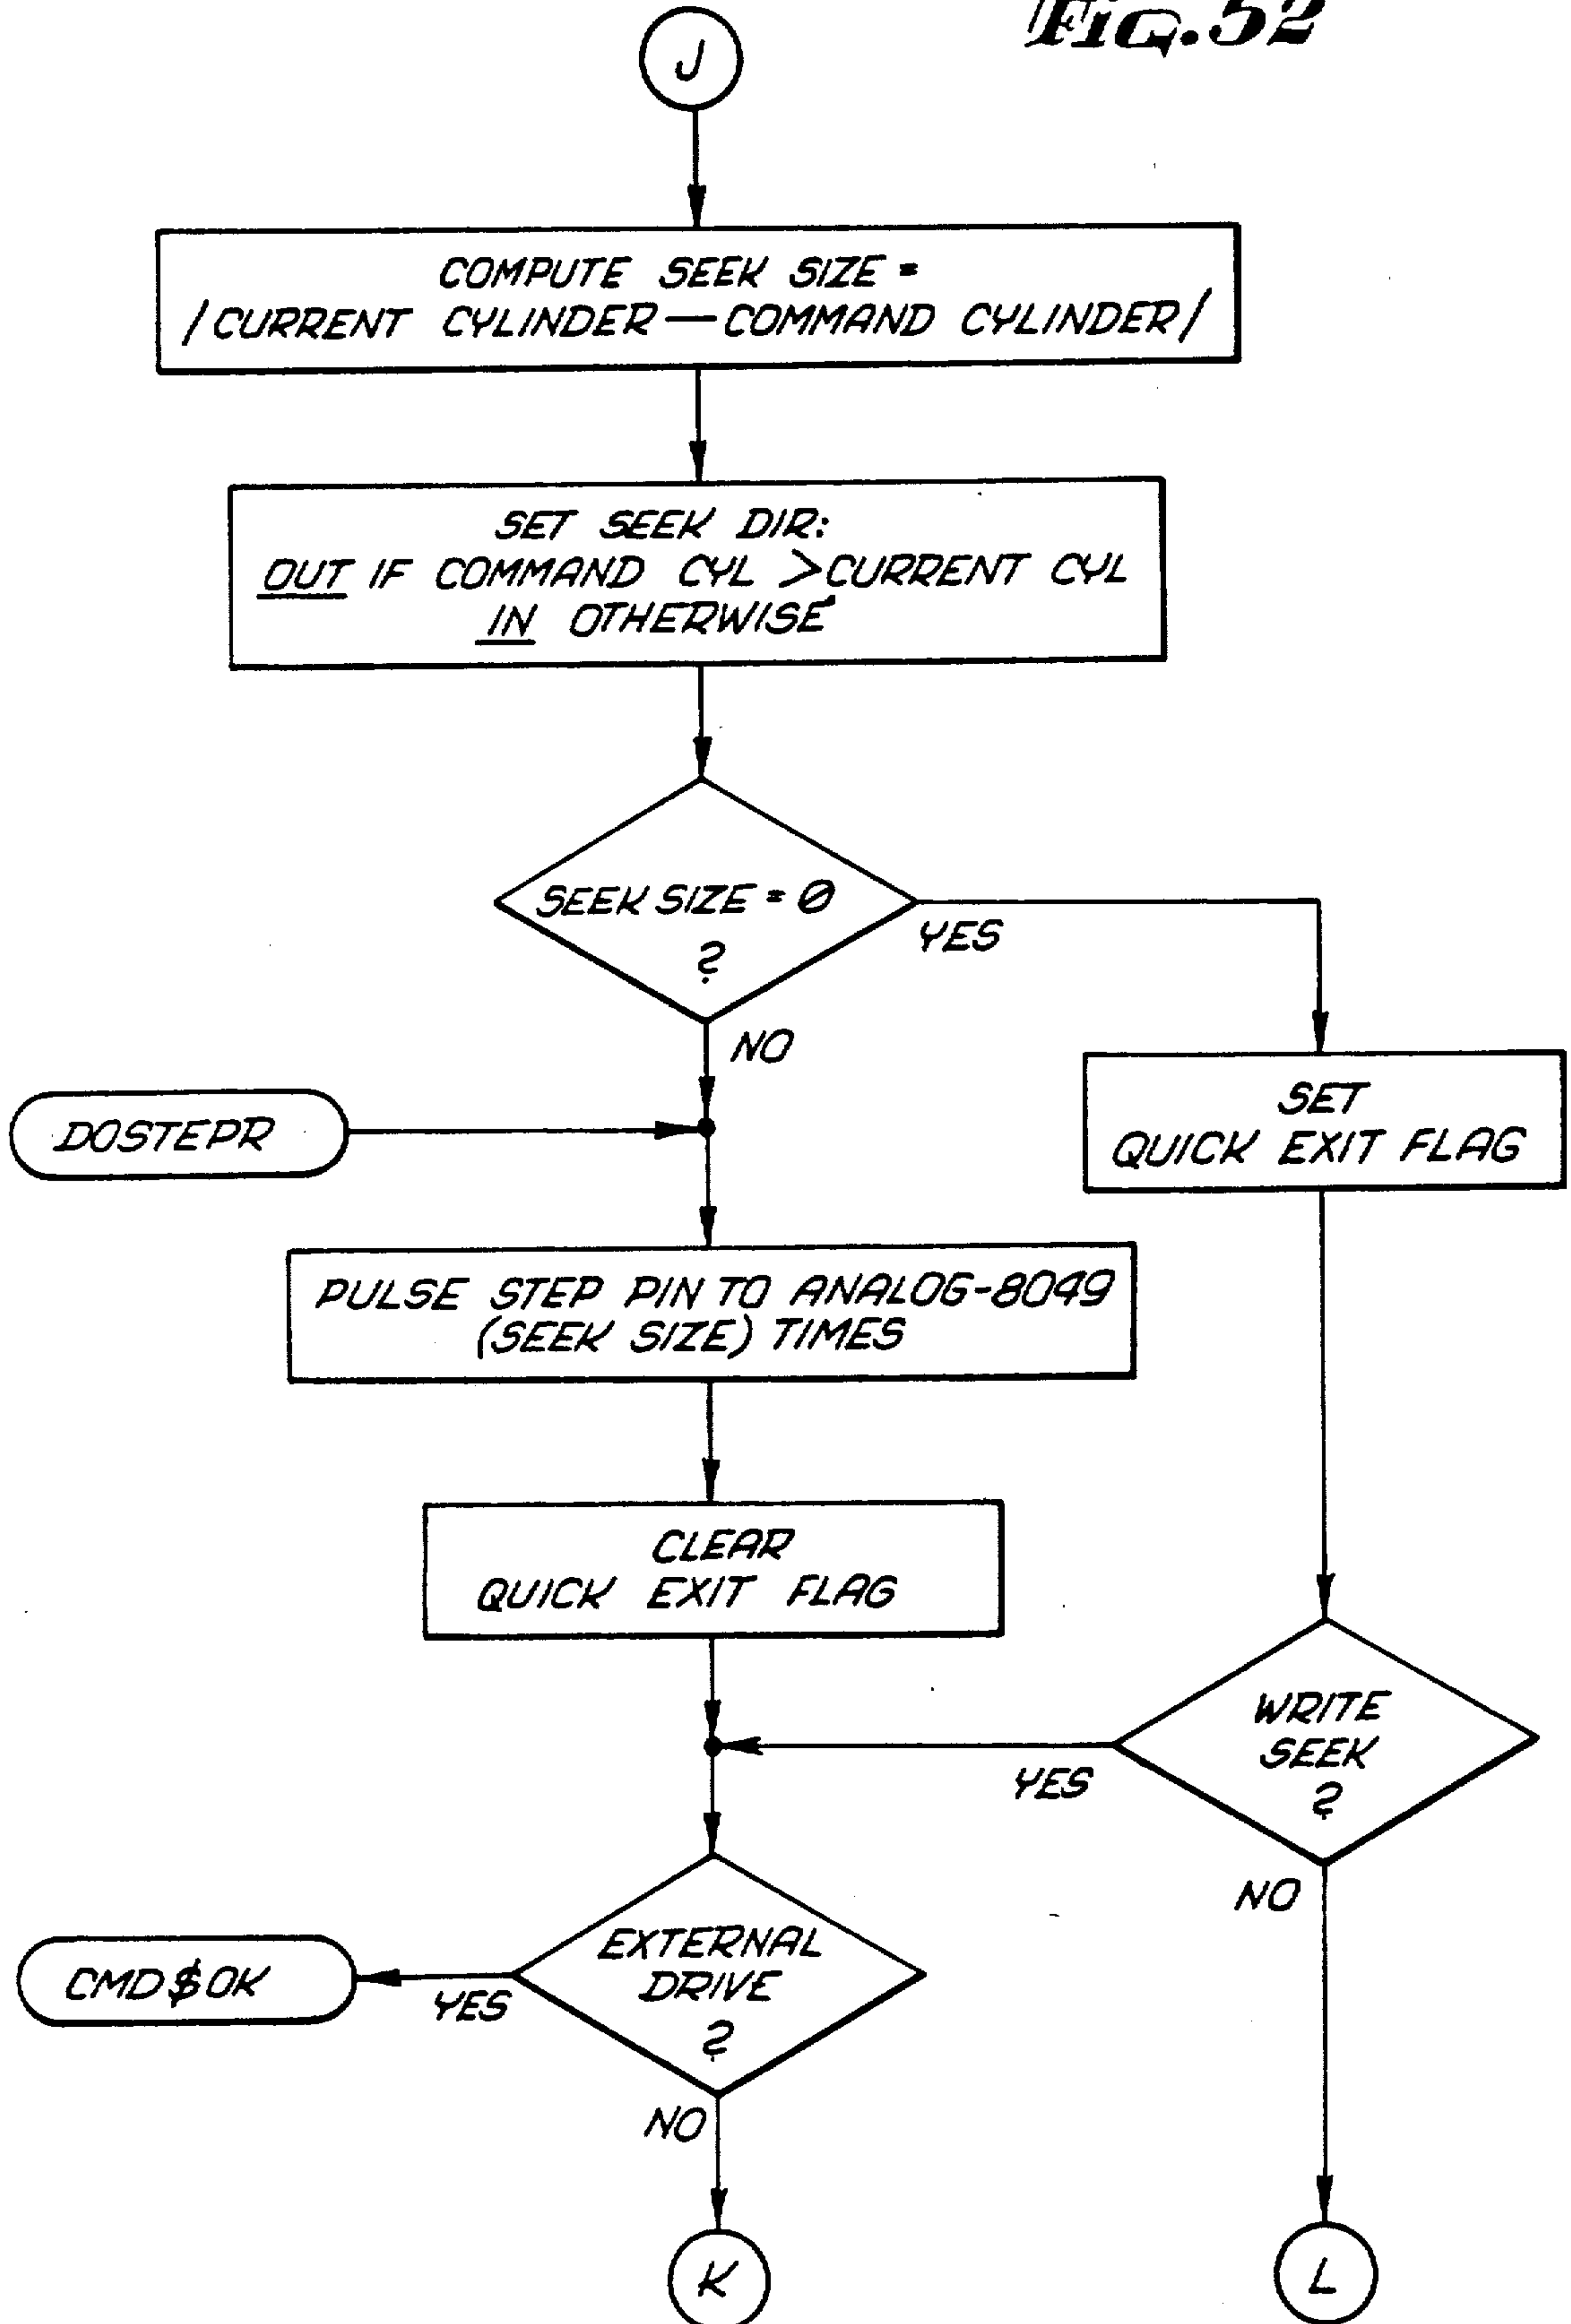 FIG. 52
J
COMPUTE SEEK SIZE =
/CURRENT CYLINDER—COMMAND CYLINDER/
SET SEEK DIR:
OUT IF COMMAND CYL >CURRENT CYL
IN OTHERWISE
SEEK SIZE = Ø
?
YES
NO
DOSTEPR
SET
QUICK EXIT FLAG
PULSE STEP PIN TO ANALOG-8049
(SEEK SIZE) TIMES
CLEAR
QUICK EXIT FLAG
WRITE
SEEK
?
YES
NO
EXTERNAL
DRIVE
?
CMD$OK
YES
NO
K
L